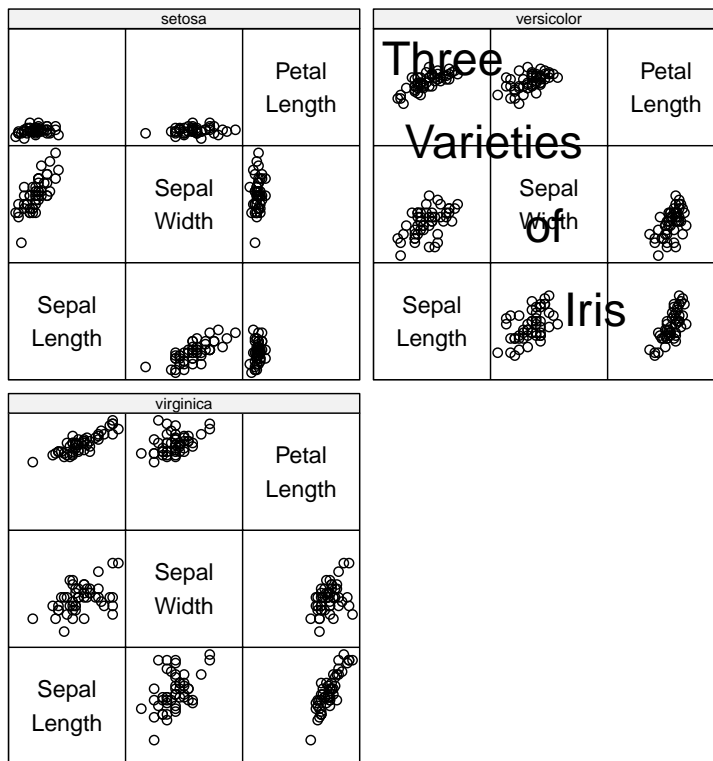 setosa
Petal
Length
Sepal
Width
Sepal
Length
versicolor
Three
Varieties
of
Iris
Petal
Length
Sepal
Width
Sepal
Length
virginica
Petal
Length
Sepal
Width
Sepal
Length